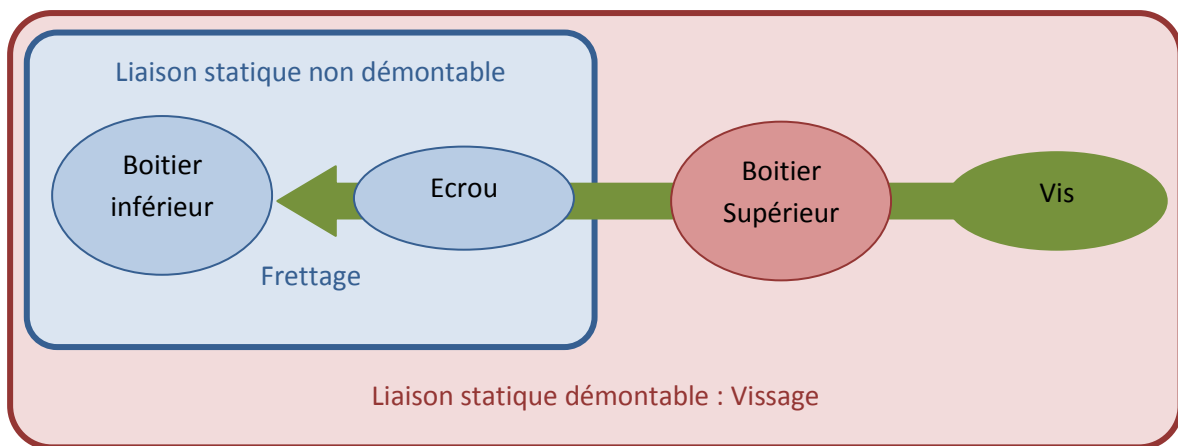 Liaison statique non démontable
Boitier
inférieur
Ecrou
Boitier
Supérieur
Vis
Frettage
Liaison statique démontable : Vissage